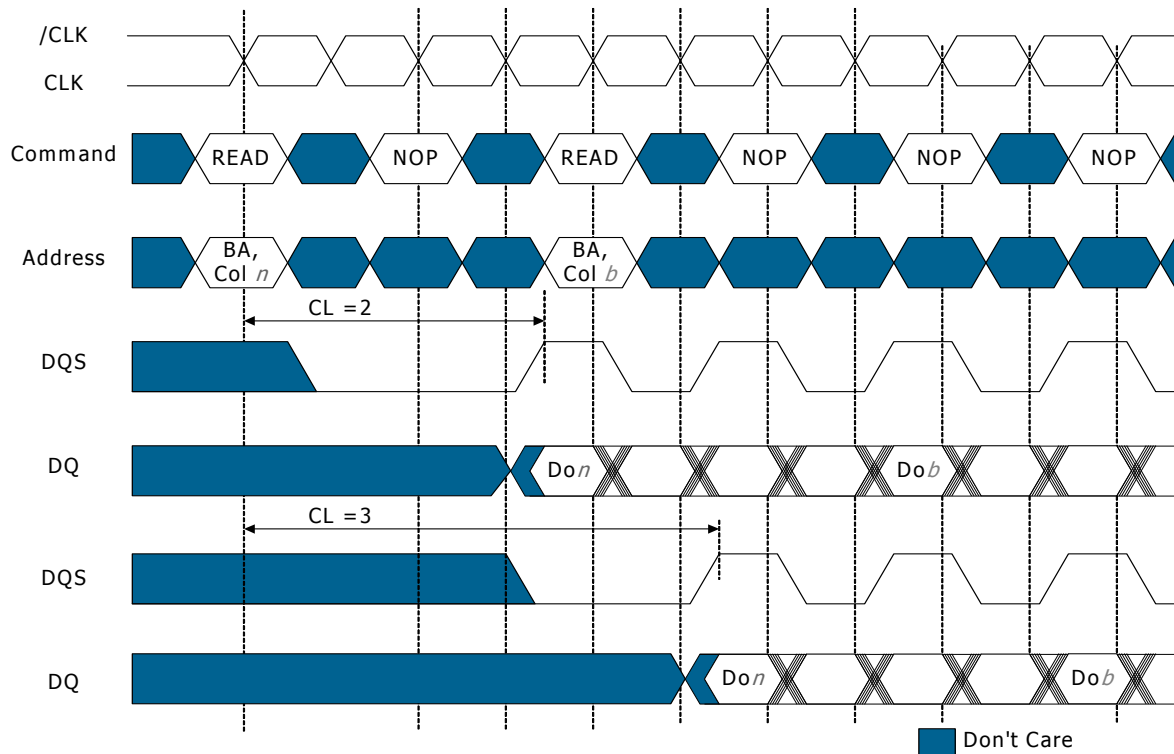 /CLK
CLK
Command READ NOP READ NOP NOP NOP
Address BA, Col n BA, Col b
CL =2
DQS
DQ Don Dob
CL =3
DQS
DQ Don Dob
Don't Care